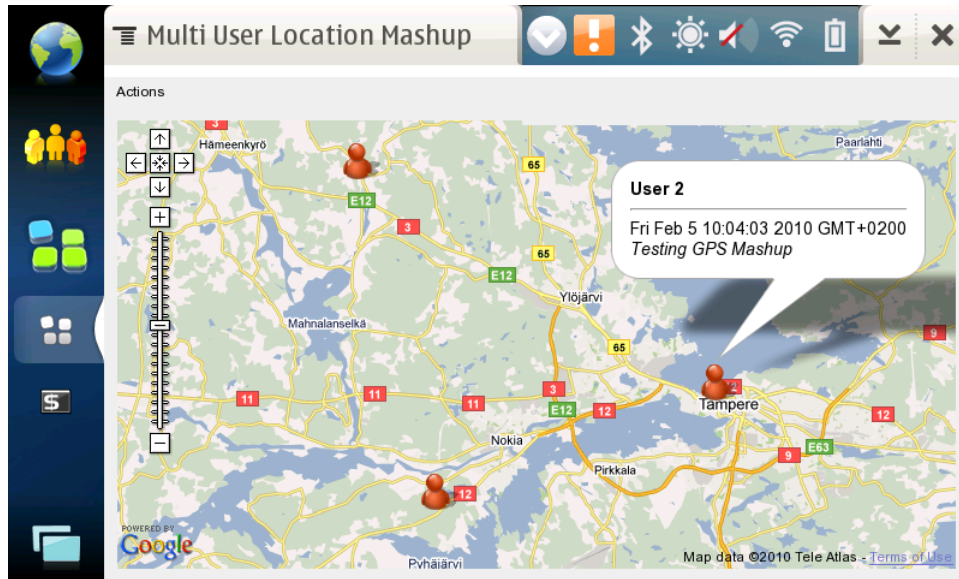 Multi User Location Mashup
Actions
3
Hämeenkyrö
Paarlahti
65
E12
User 2
3
Fri Feb 5 10:04:03 2010 GMT+0200
Testing GPS Mashup
65
E12
Ylöjärvi
Mahnalanselkä
9
65
11
11
3
11
E12
12
Tampere
12
Nokia
E63
9
Pirkkala
12
POWERED BY
Google
Pyhäjärvi
Map data ©2010 Tele Atlas - Terms of Use
$